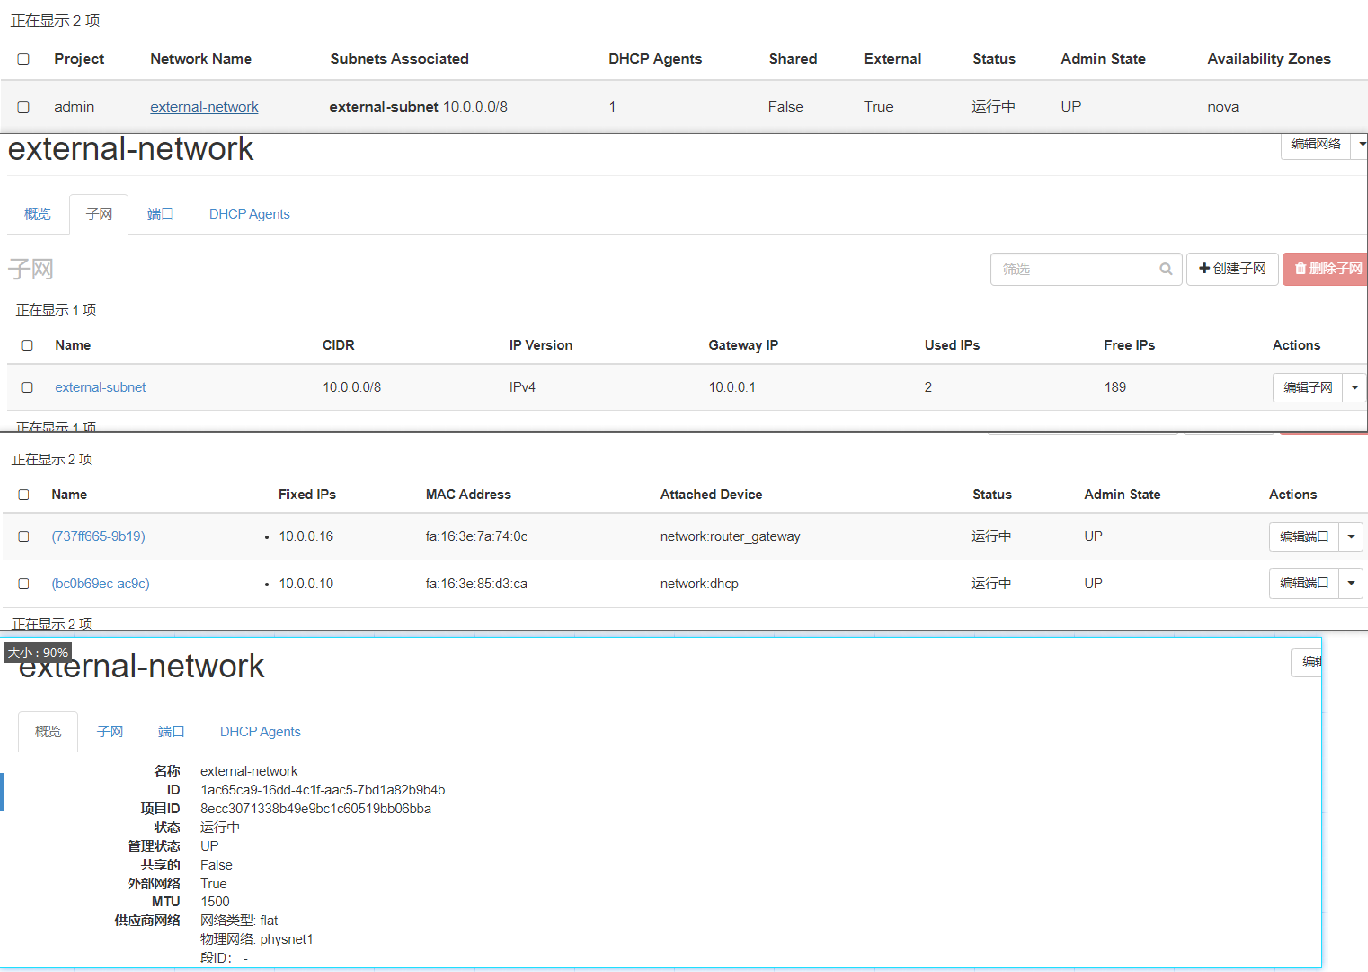 正在显示 2 项
Project Network Name Subnets Associated DHCP Agents Shared External Status Admin State Availability Zones
admin external-network external-subnet 10.0.0.0/8 1 False True 运行中 UP nova
external-network 编辑网络
概览 子网 端口 DHCP Agents
子网 筛选 创建子网 删除子网
正在显示 1 项
Name CIDR IP Version Gateway IP Used IPs Free IPs Actions
external-subnet 10.0 0.0/8 IPv4 10.0.0.1 2 189 编辑子网
正在显示 1 项
正在显示 2 项
Name Fixed IPs MAC Address Attached Device Status Admin State Actions
(737ff665-9b19) • 10.0.0.16 fa:16:3e:7a:74:0c network:router_gateway 运行中 UP 编辑端口
(bc0b69ec ac9c) • 10.0.0.10 fa:16:3e:85:d3:ca network:dhcp 运行中 UP 编辑端口
正在显示 2 项
大小 : 90%
external-network 编辑
概览 子网 端口 DHCP Agents
名称 external-network
ID 1ac65ca9-16dd-4c1f-aac5-7bd1a82b9b4b
项目ID 8ecc3071338b49e9bc1c60519bb06bba
状态 运行中
管理状态 UP
共享的 False
外部网络 True
MTU 1500
供应商网络 网络类型: flat
物理网络: physnet1
段ID: -